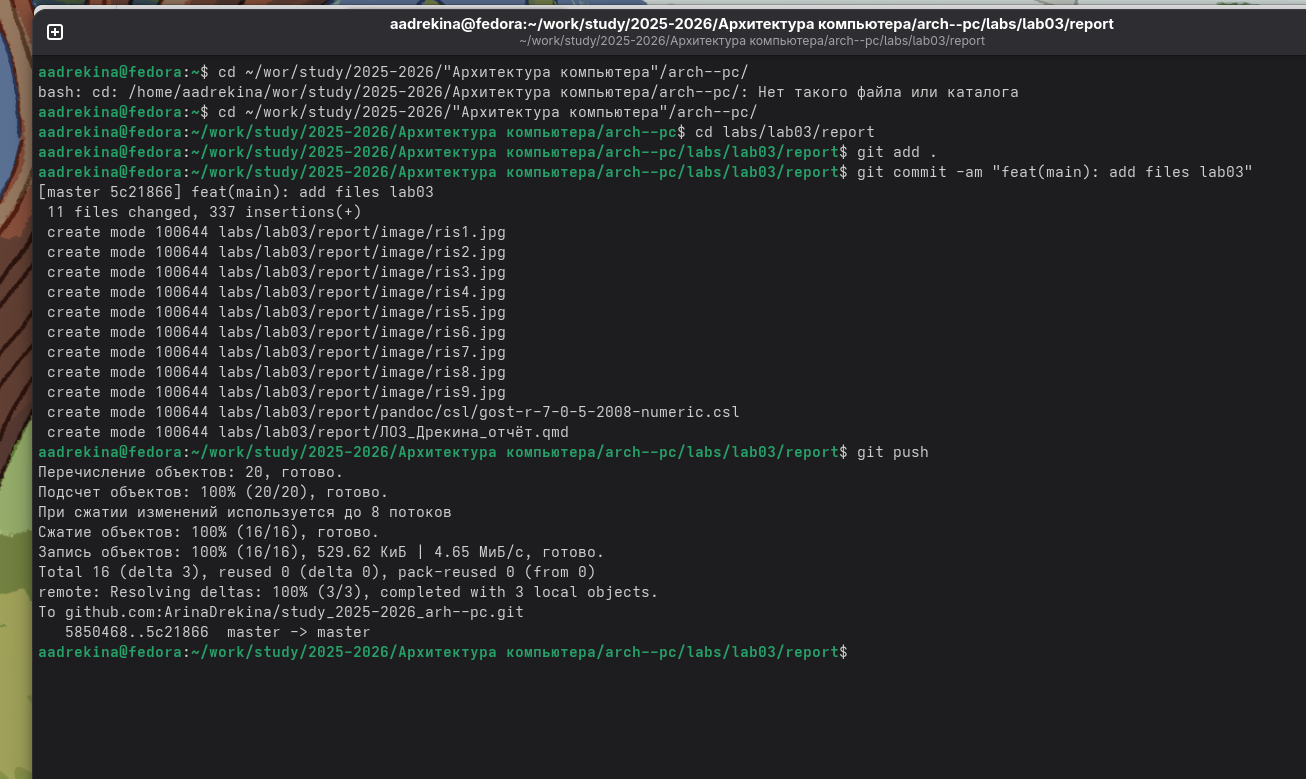 aadrekina@fedora:~/work/study/2025-2026/Архитектура компьютера/arch--pc/labs/lab03/report
~/work/study/2025-2026/Архитектура компьютера/arch--pc/labs/lab03/report
aadrekina@fedora:~$ cd ~/wor/study/2025-2026/"Архитектура компьютера"/arch--pc/
bash: cd: /home/aadrekina/wor/study/2025-2026/Архитектура компьютера/arch--pc/: Нет такого файла или каталога
aadrekina@fedora:~$ cd ~/work/study/2025-2026/"Архитектура компьютера"/arch--pc/
aadrekina@fedora:~/work/study/2025-2026/Архитектура компьютера/arch--pc$ cd labs/lab03/report
aadrekina@fedora:~/work/study/2025-2026/Архитектура компьютера/arch--pc/labs/lab03/report$ git add .
aadrekina@fedora:~/work/study/2025-2026/Архитектура компьютера/arch--pc/labs/lab03/report$ git commit -am "feat(main): add files lab03"
[master 5c21866] feat(main): add files lab03
 11 files changed, 337 insertions(+)
 create mode 100644 labs/lab03/report/image/ris1.jpg
 create mode 100644 labs/lab03/report/image/ris2.jpg
 create mode 100644 labs/lab03/report/image/ris3.jpg
 create mode 100644 labs/lab03/report/image/ris4.jpg
 create mode 100644 labs/lab03/report/image/ris5.jpg
 create mode 100644 labs/lab03/report/image/ris6.jpg
 create mode 100644 labs/lab03/report/image/ris7.jpg
 create mode 100644 labs/lab03/report/image/ris8.jpg
 create mode 100644 labs/lab03/report/image/ris9.jpg
 create mode 100644 labs/lab03/report/pandoc/csl/gost-r-7-0-5-2008-numeric.csl
 create mode 100644 labs/lab03/report/Л03_Дрекина_отчёт.qmd
aadrekina@fedora:~/work/study/2025-2026/Архитектура компьютера/arch--pc/labs/lab03/report$ git push
Перечисление объектов: 20, готово.
Подсчет объектов: 100% (20/20), готово.
При сжатии изменений используется до 8 потоков
Сжатие объектов: 100% (16/16), готово.
Запись объектов: 100% (16/16), 529.62 КиБ | 4.65 МиБ/с, готово.
Total 16 (delta 3), reused 0 (delta 0), pack-reused 0 (from 0)
remote: Resolving deltas: 100% (3/3), completed with 3 local objects.
To github.com:ArinaDrekina/study_2025-2026_arh--pc.git
   5850468..5c21866  master -> master
aadrekina@fedora:~/work/study/2025-2026/Архитектура компьютера/arch--pc/labs/lab03/report$